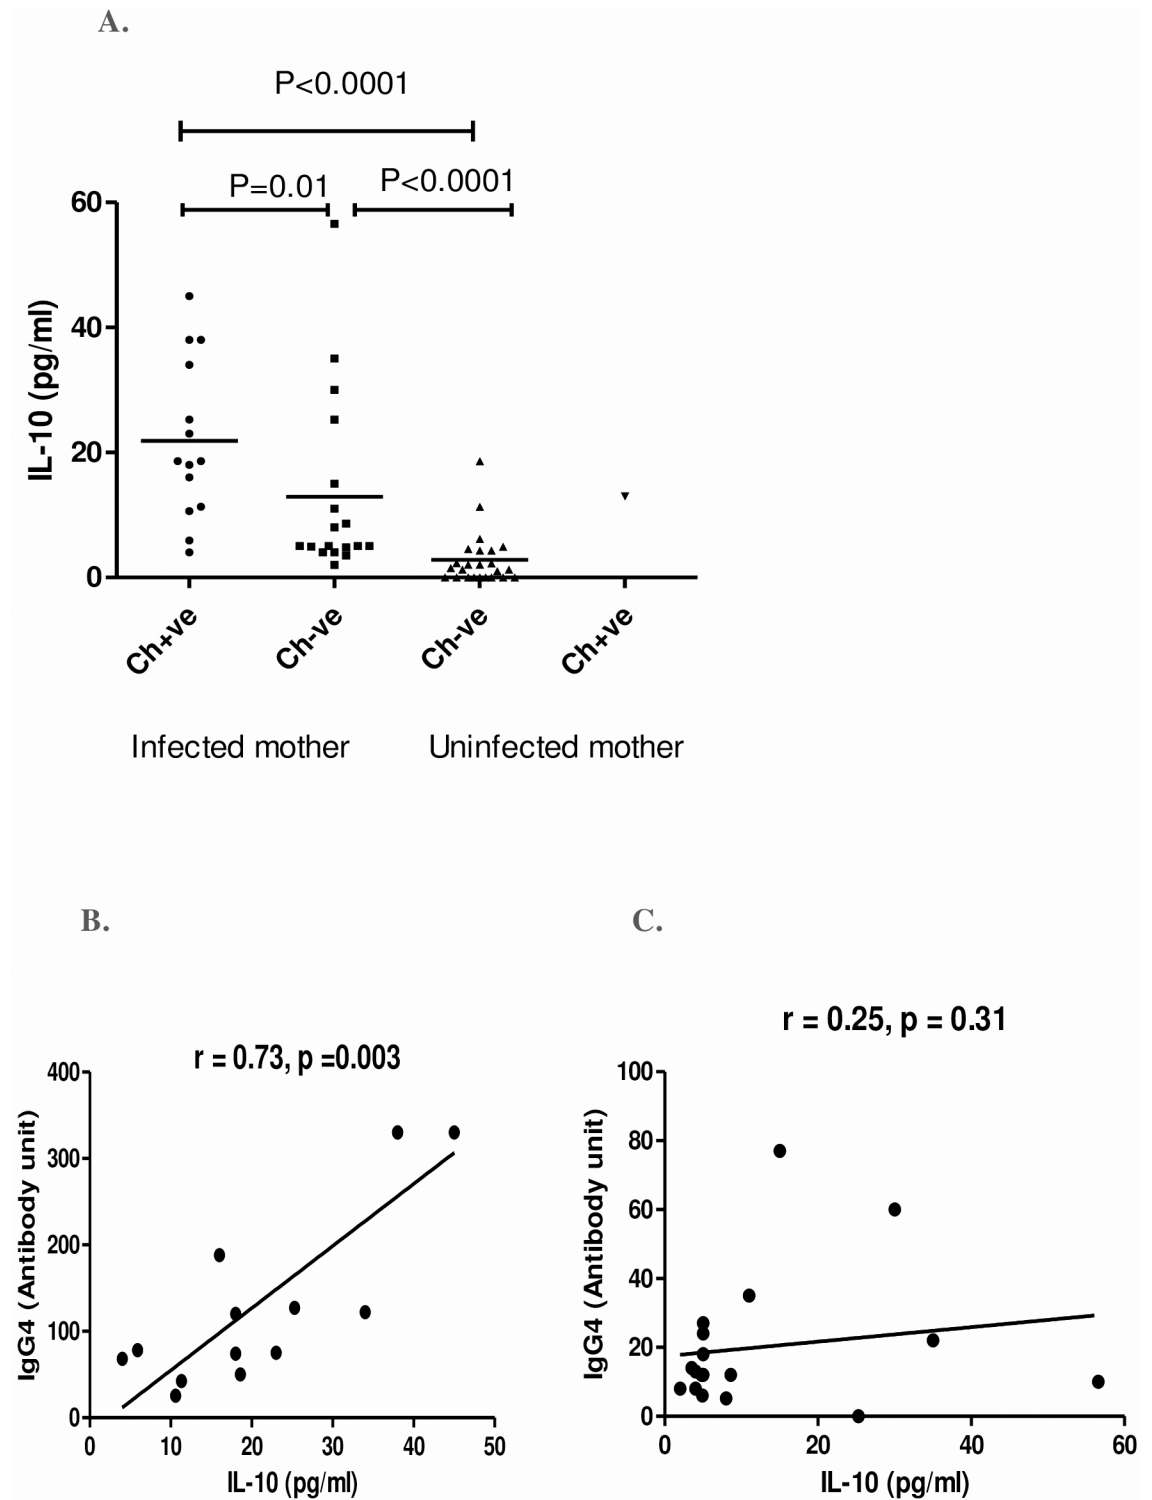 A.
P<0.0001
P=0.01 P<0.0001
60
40
20
0
IL-10 (pg/ml)
Ch+ve Ch-ve Ch-ve Ch+ve
Infected mother Uninfected mother
B.
r = 0.73, p =0.003
400
300
200
100
0
IgG4 (Antibody unit)
0 10 20 30 40 50
IL-10 (pg/ml)
C.
r = 0.25, p = 0.31
100
80
60
40
20
0
IgG4 (Antibody unit)
0 20 40 60
IL-10 (pg/ml)